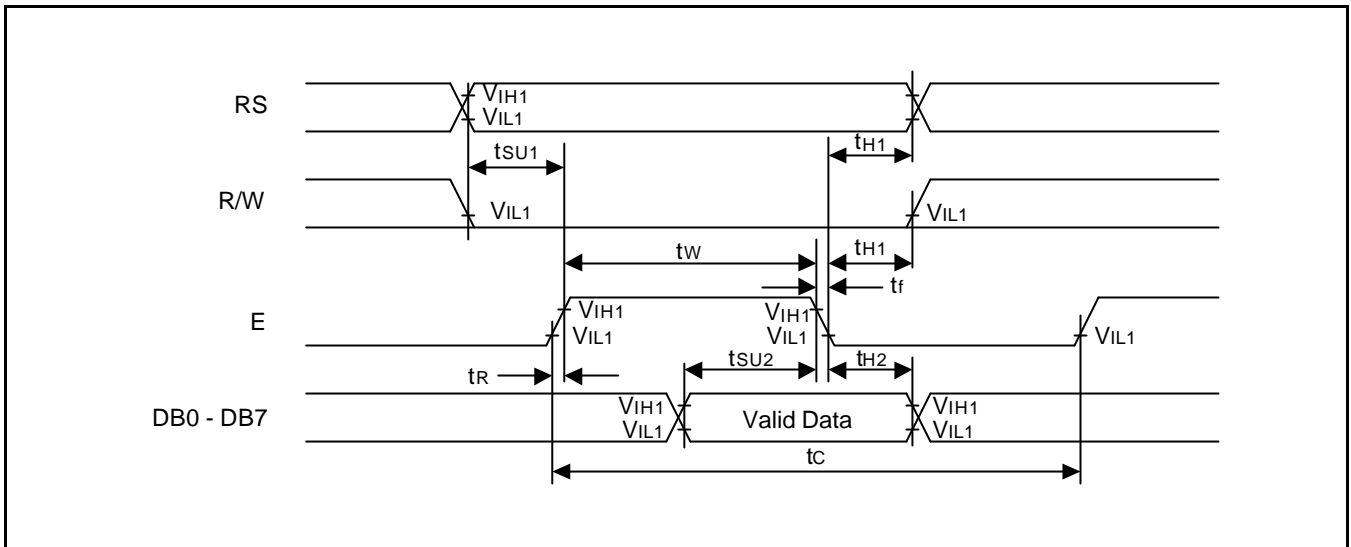 RS
VIH1
VIL1
tSU1
tH1
R/W
VIL1
VIL1
tW
tH1
tf
E
VIH1
VIL1
VIH1
VIL1
VIL1
tR
tSU2
tH2
DB0 - DB7
VIH1
VIL1
Valid Data
VIH1
VIL1
tC